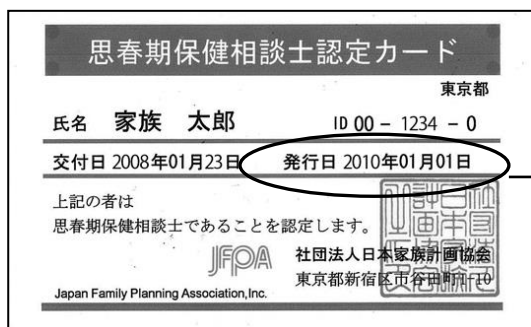 思春期保健相談士認定カード
東京都
氏名 家族 太郎 ID 00 - 1234 - 0
交付日 2008年01月23日 発行日 2010年01月01日
上記の者は
思春期保健相談士であることを認定します。
JFPA 社団法人日本家族計画協会
東京都新宿区市谷田町1-10
Japan Family Planning Association,Inc.